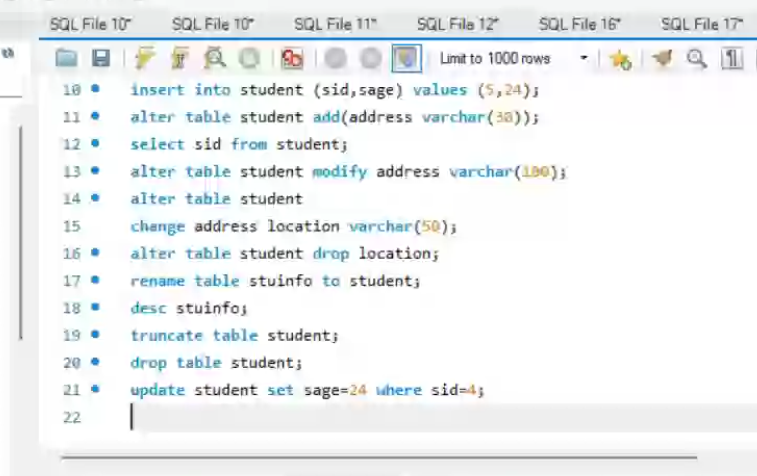 SQL File 10* SQL File 10* SQL File 11* SQL File 12* SQL File 16* SQL File 17*
Limit to 1000 rows
10 insert into student (sid,sage) values (5,24);
11 alter table student add(address varchar(30));
12 select sid from student;
13 alter table student modify address varchar(100);
14 alter table student
15 change address location varchar(50);
16 alter table student drop location;
17 rename table stuinfo to student;
18 desc stuinfo;
19 truncate table student;
20 drop table student;
21 update student set sage=24 where sid=4;
22